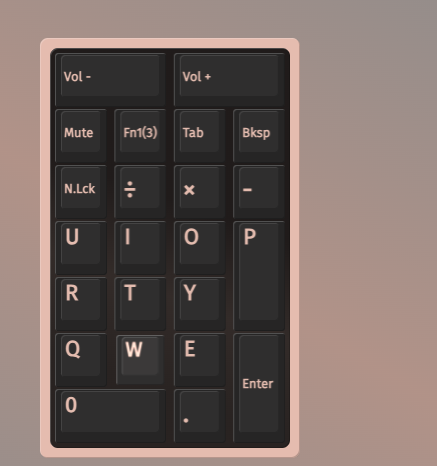 Vol - Vol +
Mute Fn1(3) Tab Bksp
N.Lck ÷ × −
U I O P
R T Y
Q W E
Enter
0 .